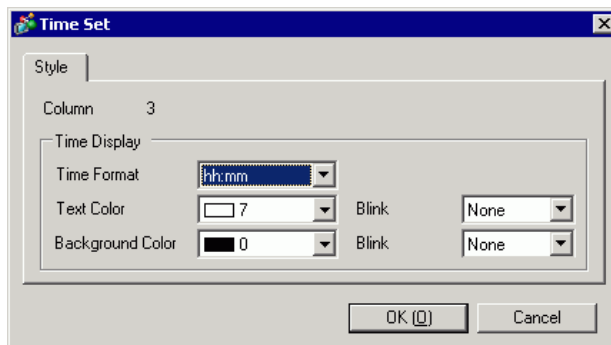 Time Set
Style
Column 3
Time Display
Time Format hh:mm
Text Color 7 Blink None
Background Color 0 Blink None
OK (O) Cancel